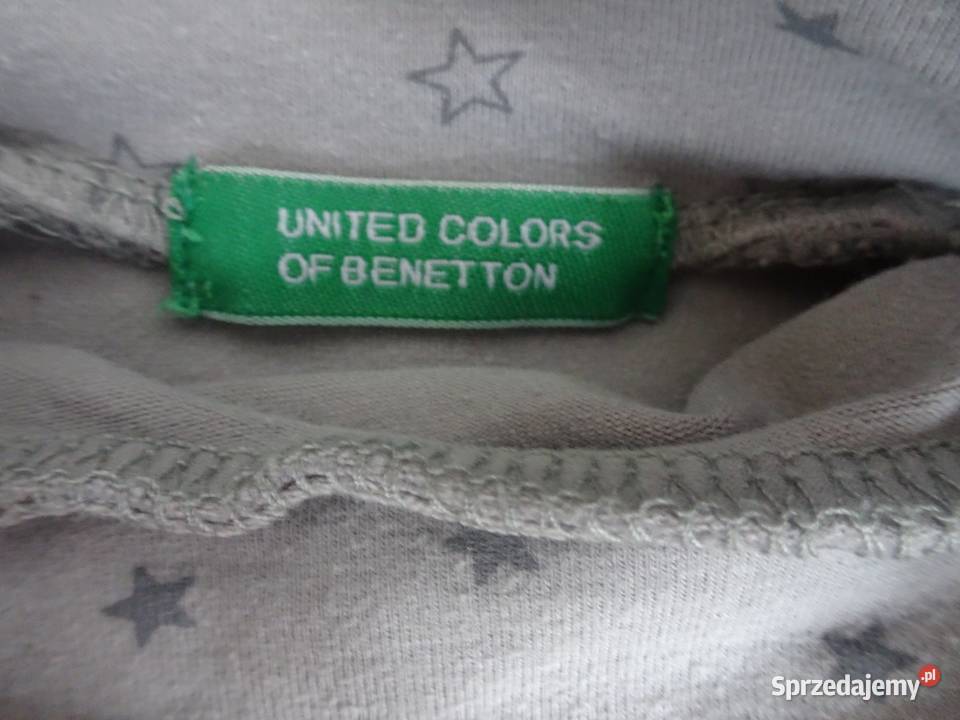 UNITED COLORS
OF BENETTON
Sprzedajemy.pl